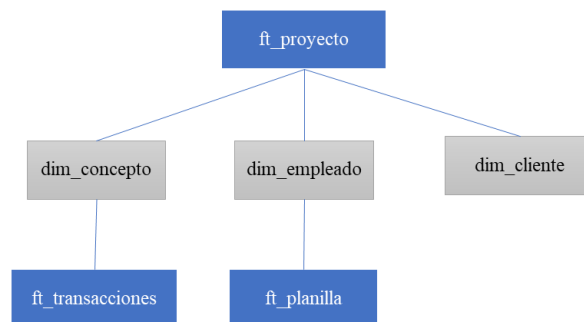 ft_proyecto
dim_concepto
dim_empleado
dim_cliente
ft_transacciones
ft_planilla